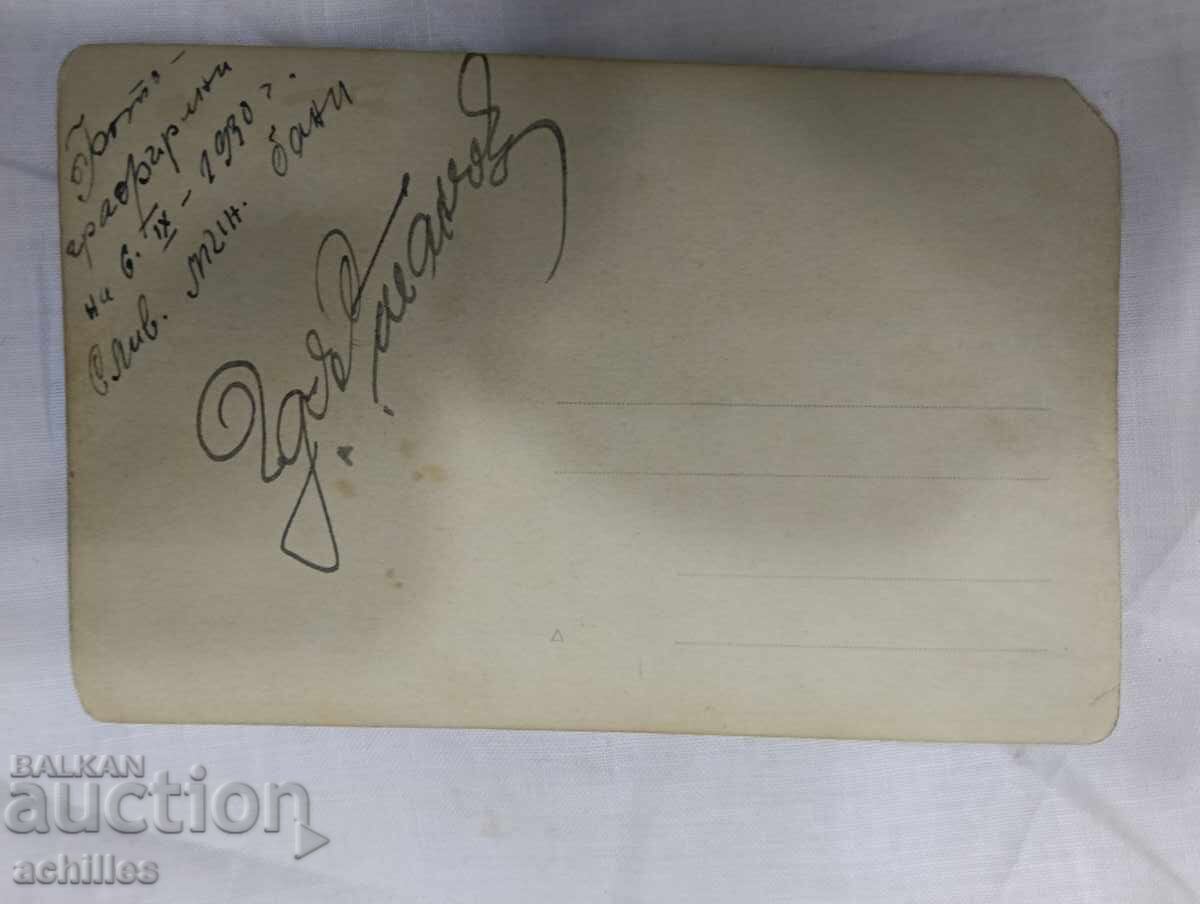 Фото-
графирани
на 6. IX - 1930 г.
Слив. мин. бани
BALKAN
auction
achilles